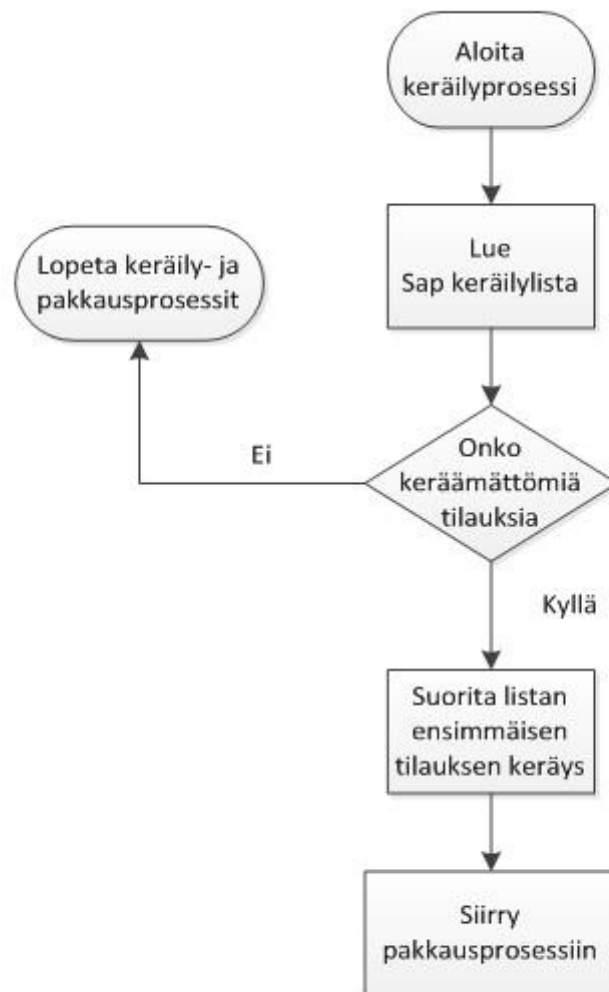 Aloita
keräilyprosessi
Lue
Sap keräilylista
Lopeta keräily- ja
pakkausprosessit
Onko
keräämättömiä
tilauksia
Ei
Kyllä
Suorita listan
ensimmäisen
tilauksen keräys
Siirry
pakkausprosessiin